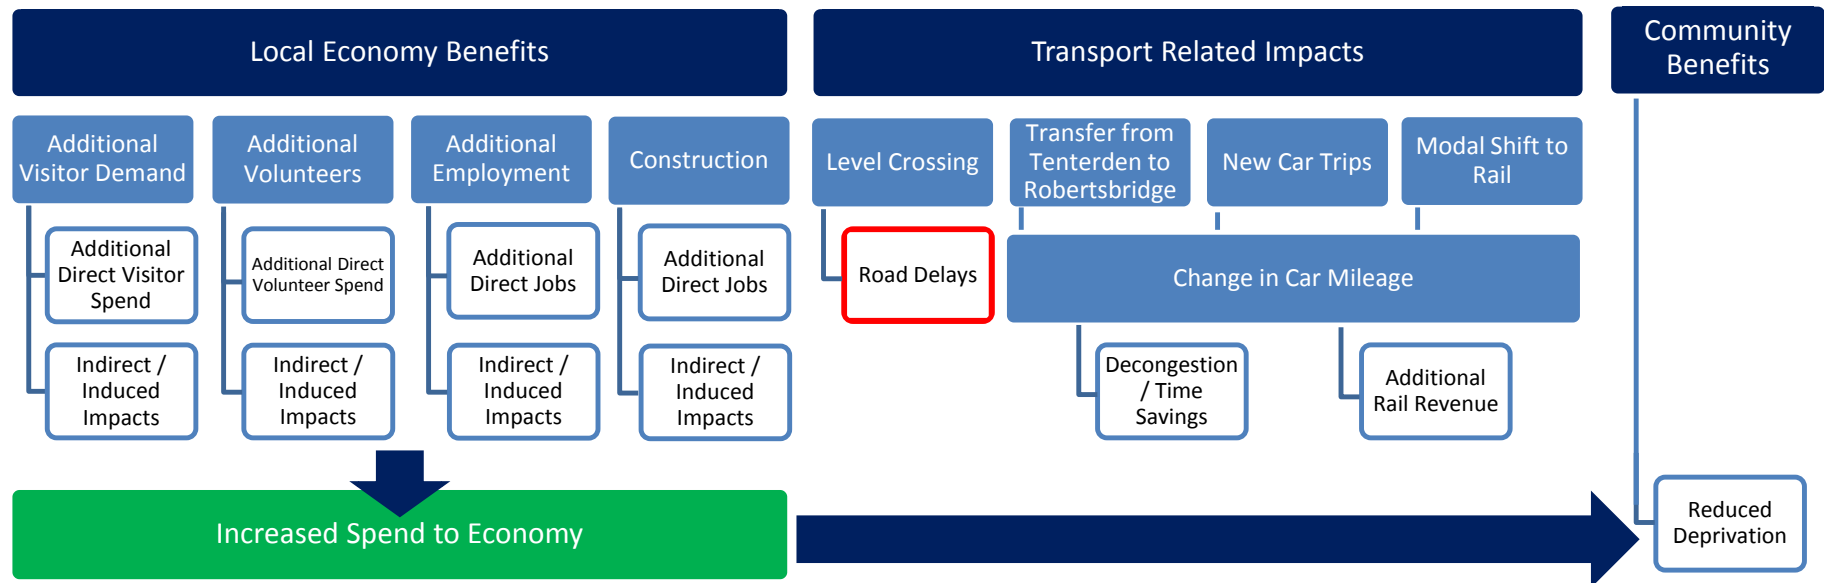 Local Economy Benefits
Transport Related Impacts
Community
Benefits
Additional
Visitor Demand
Additional
Volunteers
Additional
Employment
Construction
Level Crossing
Transfer from
Tenterden to
Robertsbridge
New Car Trips
Modal Shift to
Rail
Additional
Direct Visitor
Spend
Additional Direct
Volunteer Spend
Additional
Direct Jobs
Additional
Direct Jobs
Road Delays
Change in Car Mileage
Indirect /
Induced
Impacts
Indirect /
Induced
Impacts
Indirect /
Induced
Impacts
Indirect /
Induced
Impacts
Decongestion
/ Time
Savings
Additional
Rail Revenue
Increased Spend to Economy
Reduced
Deprivation